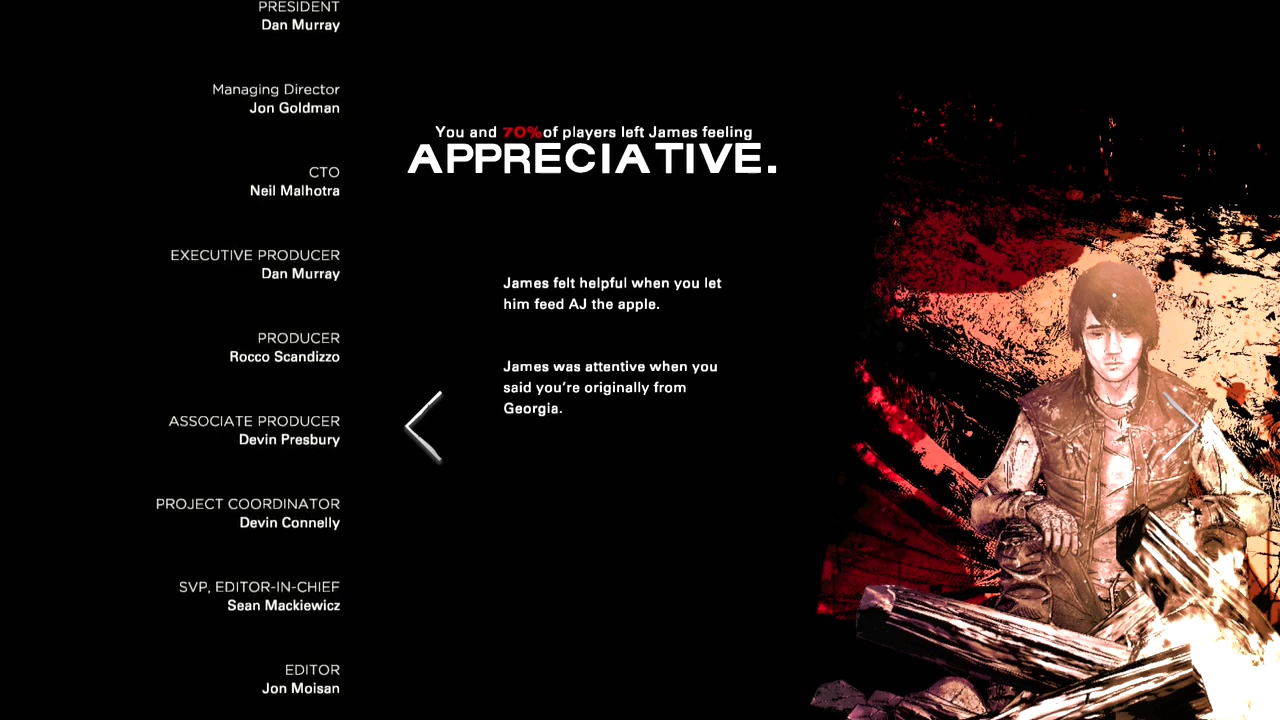 PRESIDENT
Dan Murray
Managing Director
Jon Goldman
CTO
Neil Malhotra
EXECUTIVE PRODUCER
Dan Murray
PRODUCER
Rocco Scandizzo
ASSOCIATE PRODUCER
Devin Presbury
PROJECT COORDINATOR
Devin Connelly
SVP, EDITOR-IN-CHIEF
Sean Mackiewicz
EDITOR
Jon Moisan
You and 70%of players left James feeling
APPRECIATIVE.
James felt helpful when you let
him feed AJ the apple.
James was attentive when you
said you're originally from
Georgia.